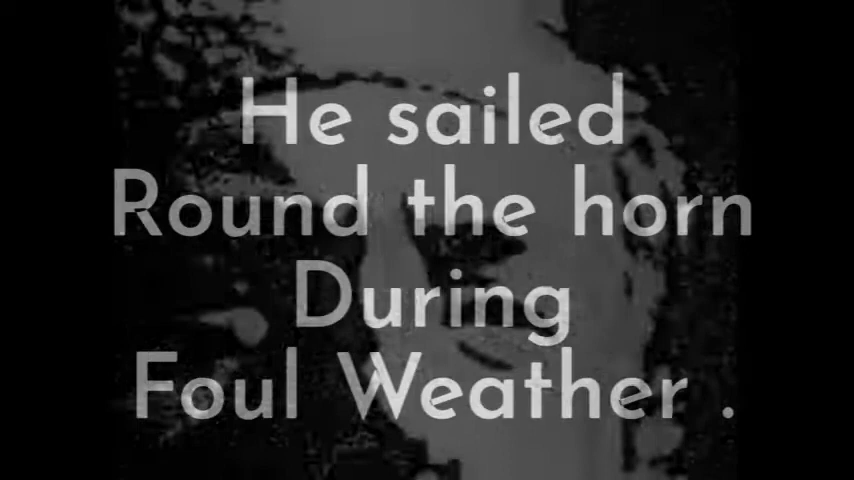 He sailed
Round the horn
During
Foul Weather .